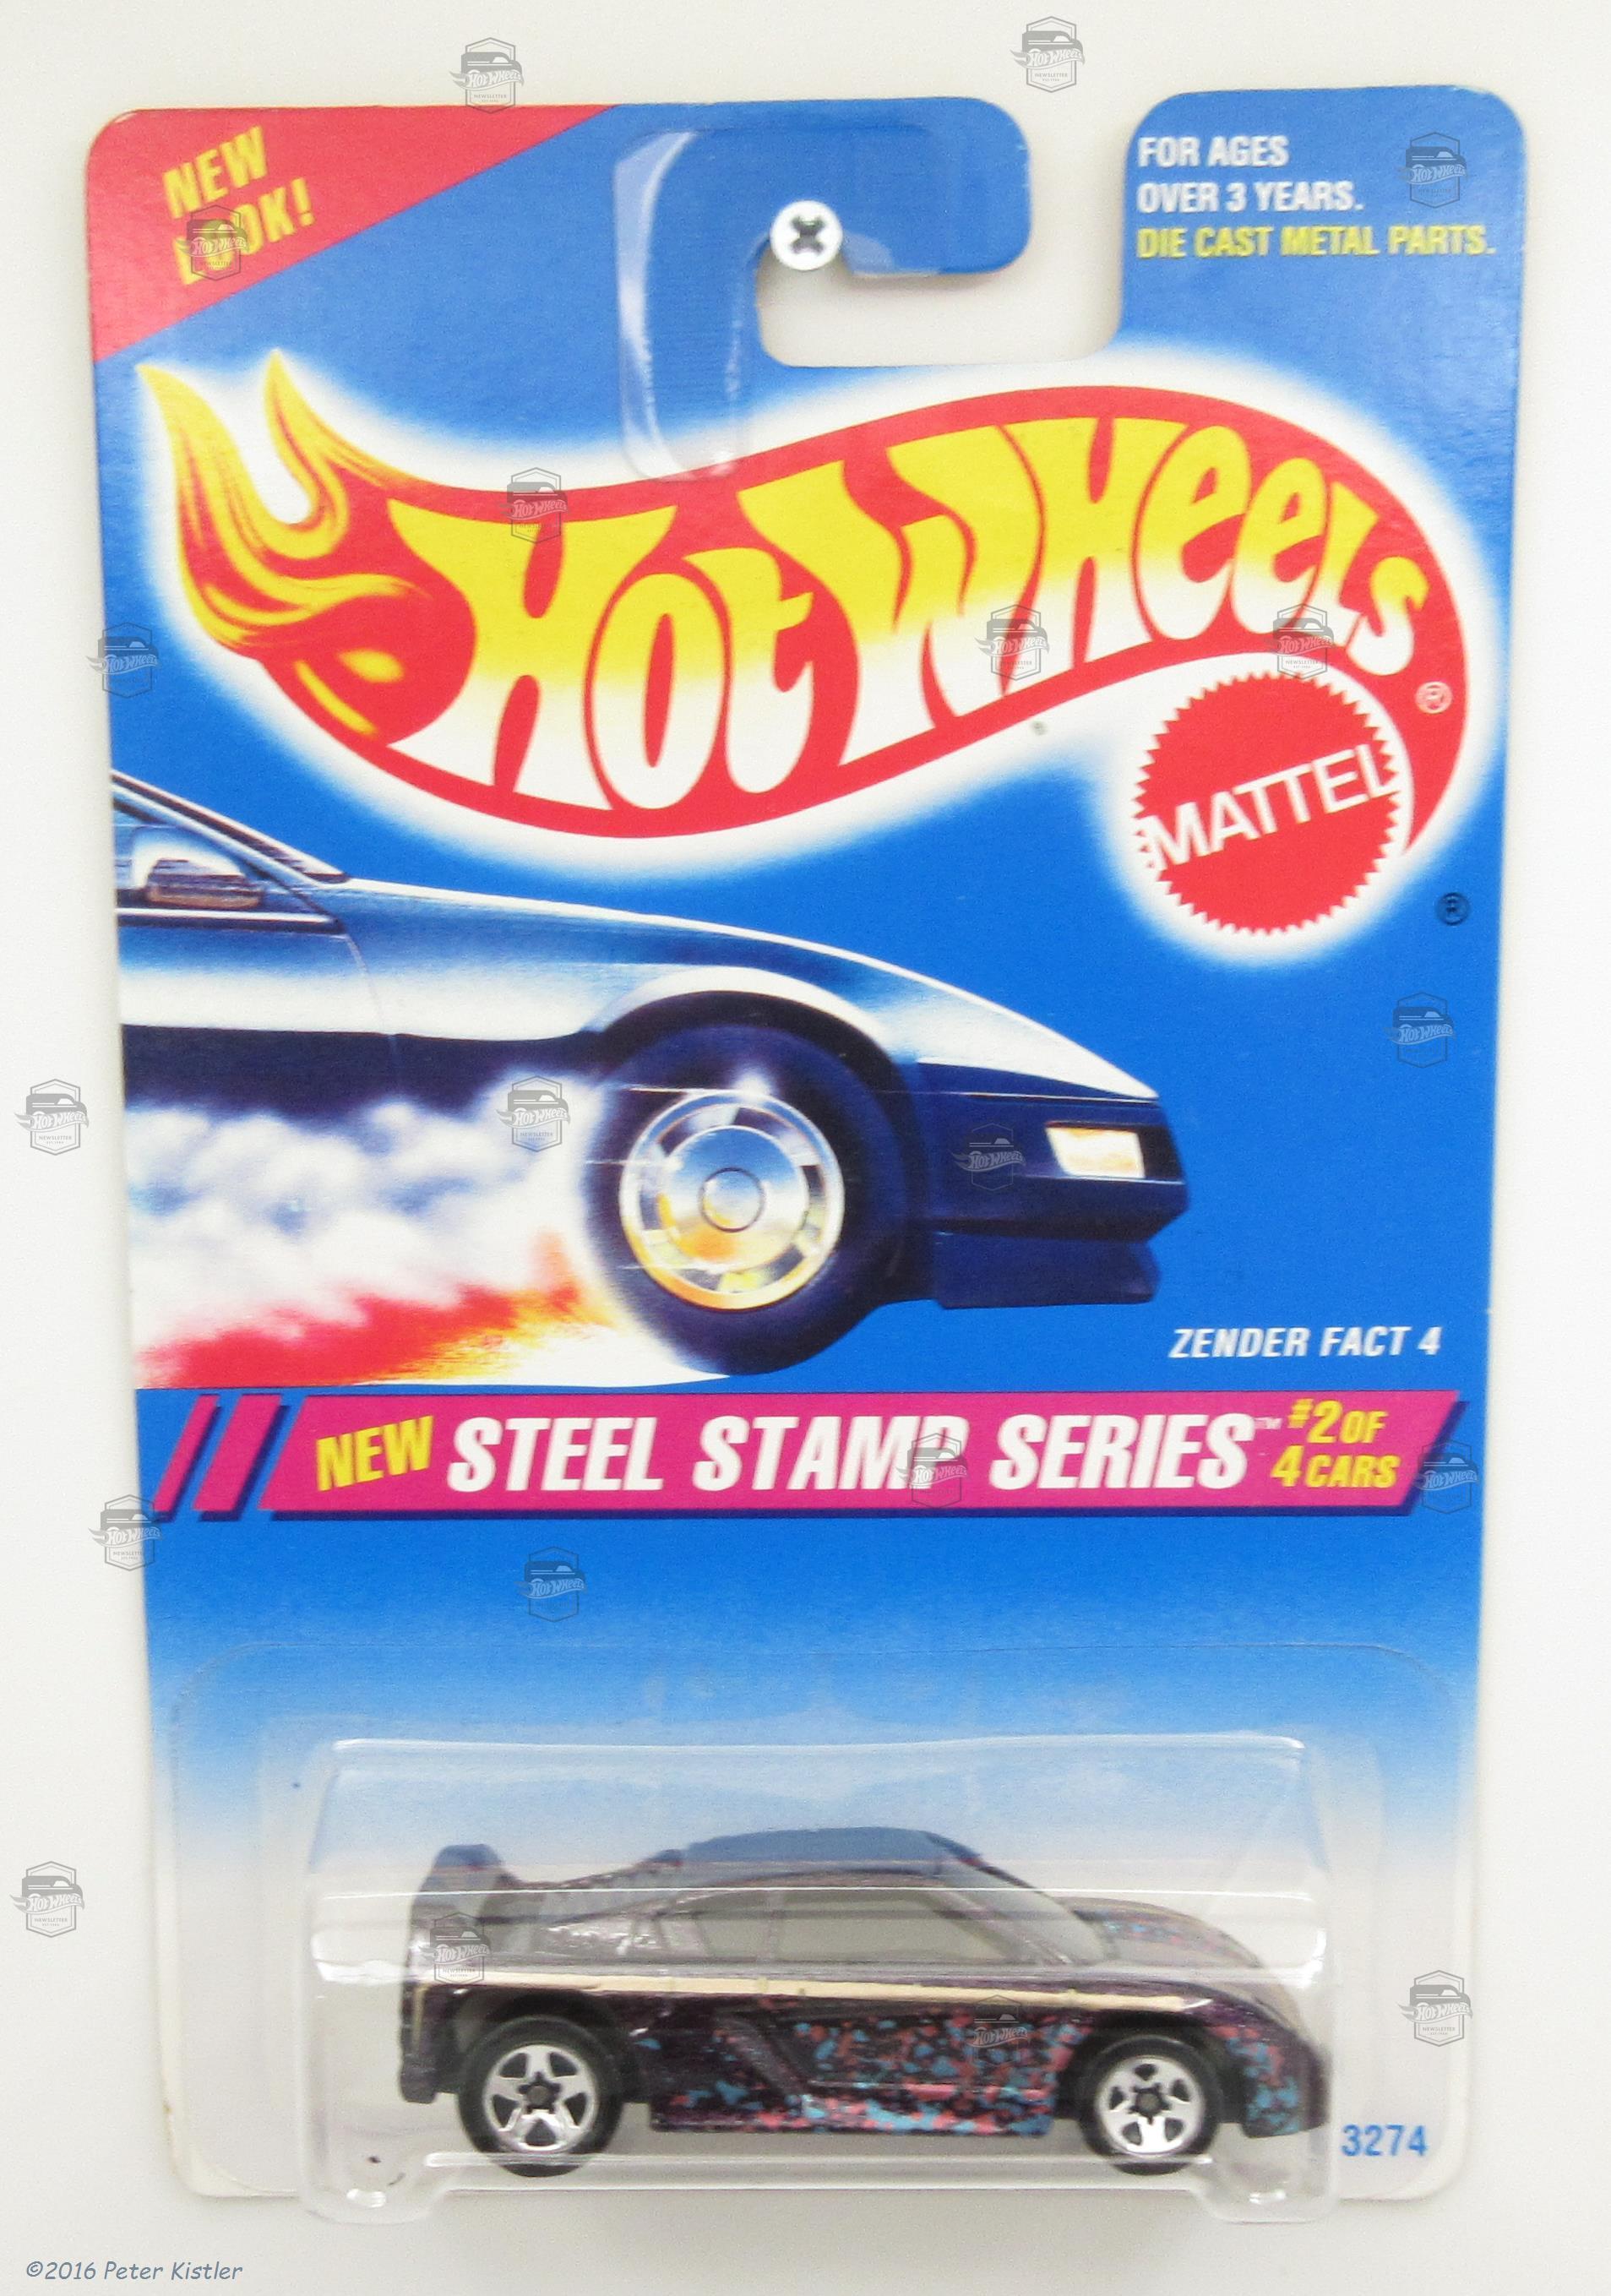 NEW
LOOK!
FOR AGES
OVER 3 YEARS.
DIE CAST METAL PARTS.
HOT WHEELS ®
MATTEL
®
ZENDER FACT 4
NEW STEEL STAMP SERIES™ #2 OF
4 CARS
3274
©2016 Peter Kistler